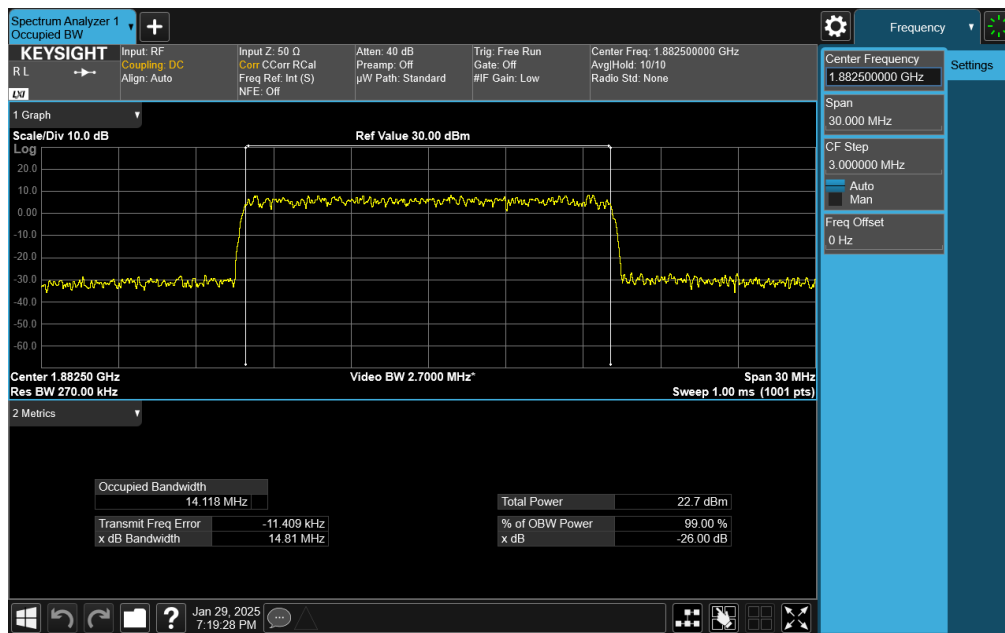 Spectrum Analyzer 1
Occupied BW
Frequency
KEYSIGHT
R L
LXI
Input: RF
Coupling: DC
Align: Auto
Input Z: 50 Ω
Corr CCorr RCal
Freq Ref: Int (S)
NFE: Off
Atten: 40 dB
Preamp: Off
µW Path: Standard
Trig: Free Run
Gate: Off
#IF Gain: Low
Center Freq: 1.882500000 GHz
Avg|Hold: 10/10
Radio Std: None
Center Frequency
1.882500000 GHz
Settings
Span
30.000 MHz
CF Step
3.000000 MHz
Auto
Man
Freq Offset
0 Hz
1 Graph
Scale/Div 10.0 dB
Ref Value 30.00 dBm
Log
20.0
10.0
0.00
-10.0
-20.0
-30.0
-40.0
-50.0
-60.0
Center 1.88250 GHz
Video BW 2.7000 MHz*
Span 30 MHz
Res BW 270.00 kHz
Sweep 1.00 ms (1001 pts)
2 Metrics
Occupied Bandwidth
14.118 MHz
Total Power 22.7 dBm
Transmit Freq Error -11.409 kHz
% of OBW Power 99.00 %
x dB Bandwidth 14.81 MHz
x dB -26.00 dB
?
Jan 29, 2025
7:19:28 PM